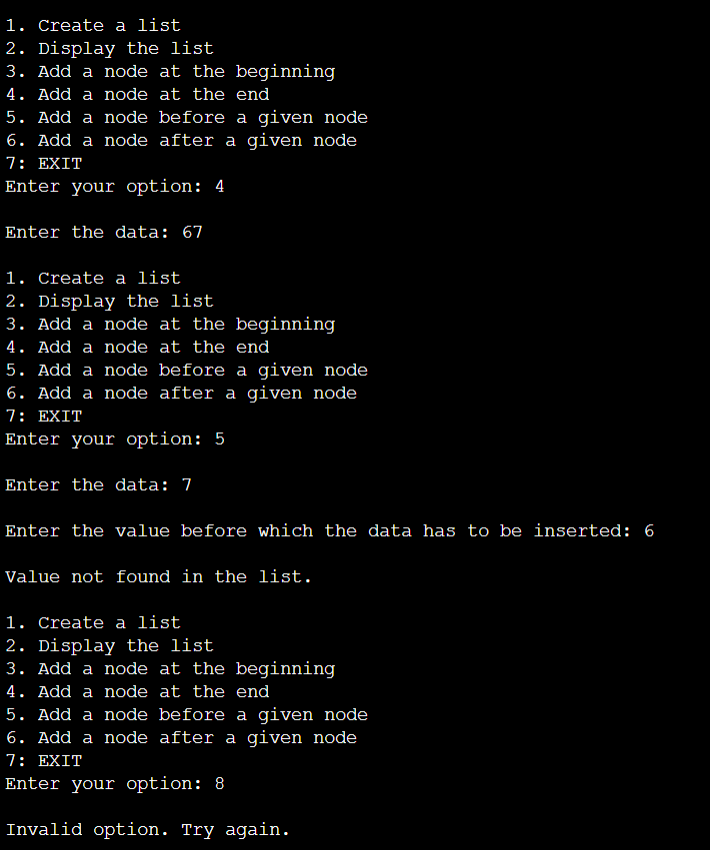 1. Create a list
2. Display the list
3. Add a node at the beginning
4. Add a node at the end
5. Add a node before a given node
6. Add a node after a given node
7: EXIT
Enter your option: 4
Enter the data: 67
1. Create a list
2. Display the list
3. Add a node at the beginning
4. Add a node at the end
5. Add a node before a given node
6. Add a node after a given node
7: EXIT
Enter your option: 5
Enter the data: 7
Enter the value before which the data has to be inserted: 6
Value not found in the list.
1. Create a list
2. Display the list
3. Add a node at the beginning
4. Add a node at the end
5. Add a node before a given node
6. Add a node after a given node
7: EXIT
Enter your option: 8
Invalid option. Try again.